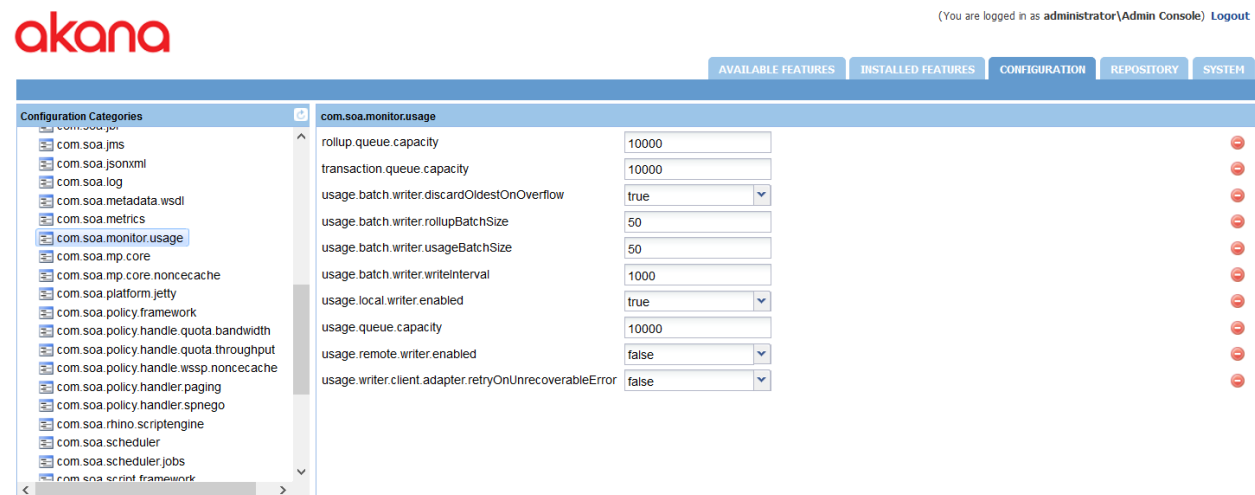 (You are logged in as administrator\Admin Console) Logout
akana
AVAILABLE FEATURES INSTALLED FEATURES CONFIGURATION REPOSITORY SYSTEM
Configuration Categories
com.soa.jbi
com.soa.jms
com.soa.jsonxml
com.soa.log
com.soa.metadata.wsdl
com.soa.metrics
com.soa.monitor.usage
com.soa.mp.core
com.soa.mp.core.noncecache
com.soa.platform.jetty
com.soa.policy.framework
com.soa.policy.handle.quota.bandwidth
com.soa.policy.handle.quota.throughput
com.soa.policy.handle.wssp.noncecache
com.soa.policy.handler.paging
com.soa.policy.handler.spnego
com.soa.rhino.scriptengine
com.soa.scheduler
com.soa.scheduler.jobs
com.soa.script.framework
com.soa.monitor.usage
rollup.queue.capacity 10000
transaction.queue.capacity 10000
usage.batch.writer.discardOldestOnOverflow true
usage.batch.writer.rollupBatchSize 50
usage.batch.writer.usageBatchSize 50
usage.batch.writer.writeInterval 1000
usage.local.writer.enabled true
usage.queue.capacity 10000
usage.remote.writer.enabled false
usage.writer.client.adapter.retryOnUnrecoverableError false